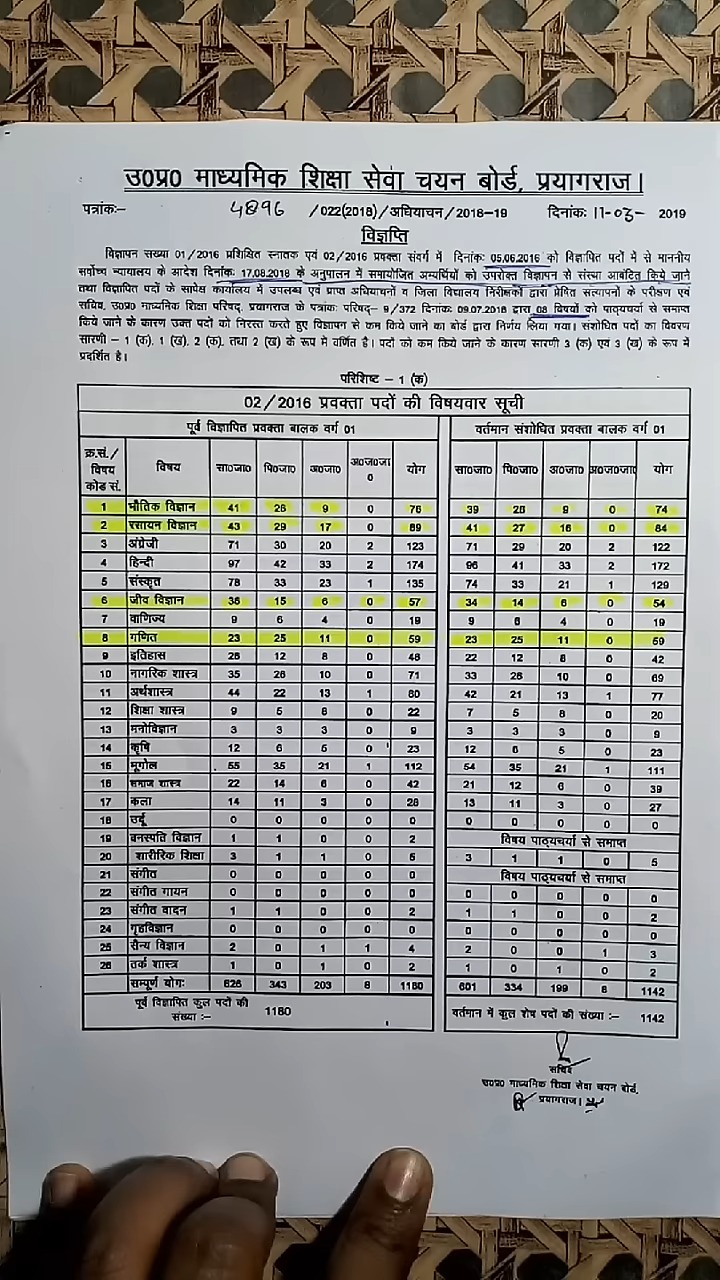 उ0प्र0 माध्यमिक शिक्षा सेवा चयन बोर्ड, प्रयागराज।
पत्रांकः- 4896 /022(2018)/अधियाचन/2018-19 दिनांकः 11-03- 2019
विज्ञप्ति
विज्ञापन सख्या 01/2016 प्रशिक्षित स्नातक एवं 02/2016 प्रवक्ता संवर्ग में दिनांकः 05.06.2016 को विज्ञापित पदों में से माननीय
सर्वोच्च न्यायालय के आदेश दिनांकः 17.08.2018 के अनुपालन में समायोजित अभ्यर्थियों को उपरोक्त विज्ञापन से संस्था आबंटित किये जाने
तथा विज्ञापित पदों के सापेक्ष कार्यालय में उपलब्ध एवं प्राप्त अधियाचनों व जिला विद्यालय निरीक्षकों द्वारा प्रेषित सत्यापनों के परीक्षण एवं
सचिव, उ0प्र0 माध्यमिक शिक्षा परिषद्, प्रयागराज के पत्रांकः परिषद- 9/372 दिनांकः 09.07.2018 द्वारा 08 विषयों को पाठ्यचर्या से समाप्त
किये जाने के कारण उक्त पदों को निरस्त करते हुए विज्ञापन से कम किये जाने का बोर्ड द्वारा निर्णय लिया गया। संशोधित पदों का विवरण
सारणी - 1 (क), 1 (ख), 2 (क), तथा 2 (ख) के रूप में वर्णित है। पदों को कम किये जाने के कारण सारणी 3 (क) एवं 3 (ख) के रूप में
प्रदर्शित है।
परिशिष्ट - 1 (क)
02/2016 प्रवक्ता पदों की विषयवार सूची
पूर्व विज्ञापित प्रवक्ता बालक वर्ग 01 वर्तमान संशोधित प्रवक्ता बालक वर्ग 01
क्र.सं./ विषय कोड सं. विषय सा0जा0 पि0जा0 अ0जा0 अ0ज0जा0 योग सा0जा0 पि0जा0 अ0जा0 अ0ज0जा0 योग
1 भौतिक विज्ञान 41 26 9 0 76 39 26 9 0 74
2 रसायन विज्ञान 43 29 17 0 89 41 27 16 0 84
3 अंग्रेजी 71 30 20 2 123 71 29 20 2 122
4 हिन्दी 97 42 33 2 174 96 41 33 2 172
5 संस्कृत 78 33 23 1 135 74 33 21 1 129
6 जीव विज्ञान 36 15 6 0 57 34 14 6 0 54
7 वाणिज्य 9 6 4 0 19 9 6 4 0 19
8 गणित 23 25 11 0 59 23 25 11 0 59
9 इतिहास 28 12 8 0 48 22 12 8 0 42
10 नागरिक शास्त्र 35 26 10 0 71 33 26 10 0 69
11 अर्थशास्त्र 44 22 13 1 80 42 21 13 1 77
12 शिक्षा शास्त्र 9 5 8 0 22 7 5 8 0 20
13 मनोविज्ञान 3 3 3 0 9 3 3 3 0 9
14 कृषि 12 6 5 0 23 12 6 5 0 23
15 भूगोल 55 35 21 1 112 54 35 21 1 111
16 समाज शास्त्र 22 14 6 0 42 21 12 6 0 39
17 कला 14 11 3 0 28 13 11 3 0 27
18 उर्दू 0 0 0 0 0 0 0 0 0 0
19 वनस्पति विज्ञान 1 1 0 0 2 विषय पाठ्यचर्या से समाप्त
20 शारीरिक शिक्षा 3 1 1 0 5 3 1 1 0 5
21 संगीत 0 0 0 0 0 विषय पाठ्यचर्या से समाप्त
22 संगीत गायन 0 0 0 0 0 0 0 0 0 0
23 संगीत वादन 1 1 0 0 2 1 1 0 0 2
24 गृहविज्ञान 0 0 0 0 0 0 0 0 0 0
25 सैन्य विज्ञान 2 0 1 1 4 2 0 0 1 3
26 तर्क शास्त्र 1 0 1 0 2 1 0 1 0 2
सम्पूर्ण योगः 626 343 203 8 1180 601 334 199 8 1142
पूर्व विज्ञापित कुल पदों की संख्या :- 1180 वर्तमान में कुल शेष पदों की संख्या :- 1142
सचिव
उ0प्र0 माध्यमिक शिक्षा सेवा चयन बोर्ड,
प्रयागराज।